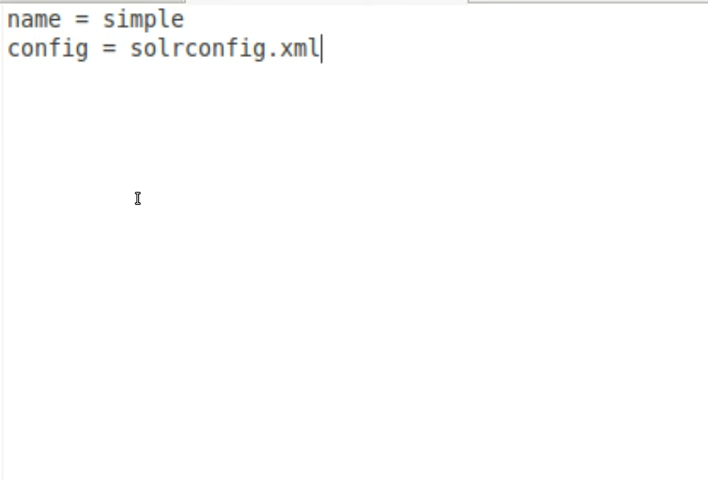 name = simple
config = solrconfig.xml